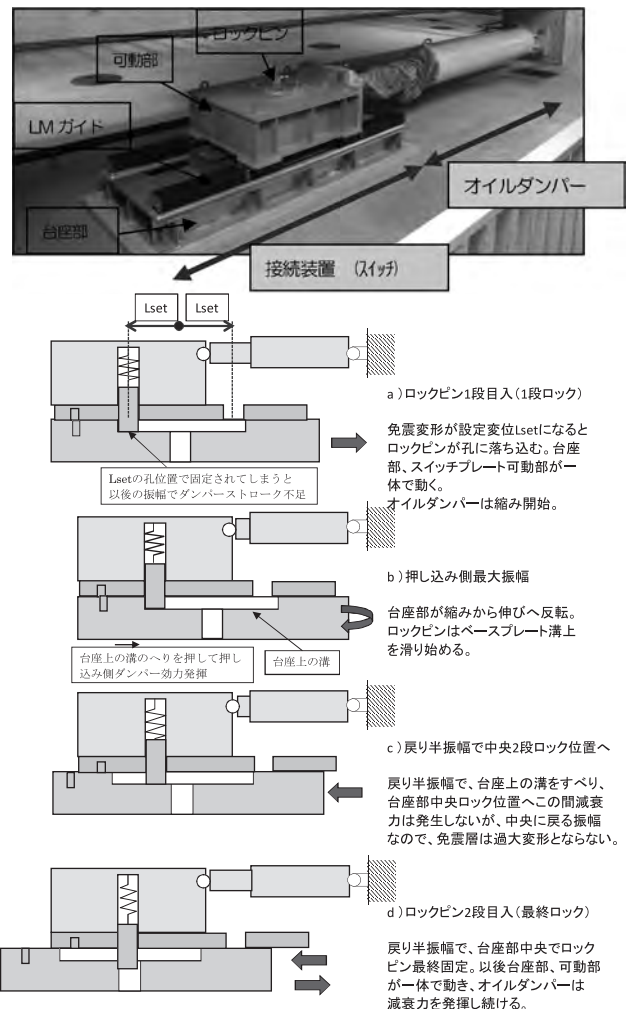 ロックピン
可動部
LMガイド
台座部
オイルダンパー
接続装置 (スイッチ)
Lset
Lset
a)ロックピン1段目入(1段ロック)
免震変形が設定変位Lsetになると
ロックピンが孔に落ち込む。台座
部、スイッチプレート可動部が一
体で動く。
オイルダンパーは縮み開始。
Lsetの孔位置で固定されてしまうと
以後の振幅でダンパーストローク不足
b)押し込み側最大振幅
台座部が縮みから伸びへ反転。
ロックピンはベースプレート溝上
を滑り始める。
台座上の溝のへりを押して押し
込み側ダンパー効力発揮
台座上の溝
c)戻り半振幅で中央2段ロック位置へ
戻り半振幅で、台座上の溝をすべり、
台座部中央ロック位置へこの間減衰
力は発生しないが、中央に戻る振幅
なので、免震層は過大変形とならない。
d)ロックピン2段目入(最終ロック)
戻り半振幅で、台座部中央でロック
ピン最終固定。以後台座部、可動部
が一体で動き、オイルダンパーは
減衰力を発揮し続ける。